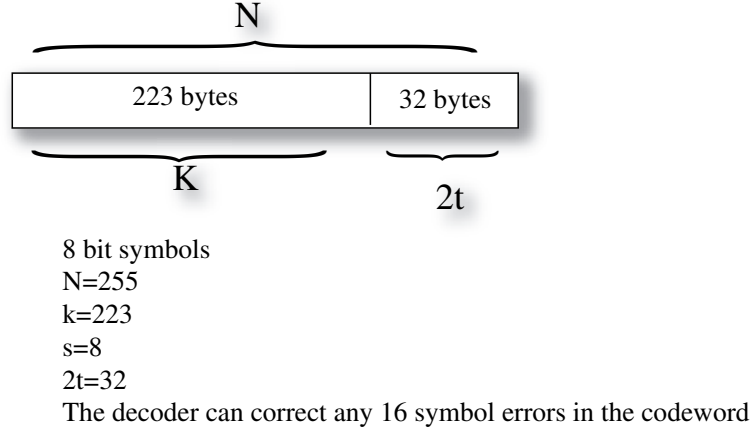 N
223 bytes 32 bytes
K
2t
8 bit symbols
N=255
k=223
s=8
2t=32
The decoder can correct any 16 symbol errors in the codeword